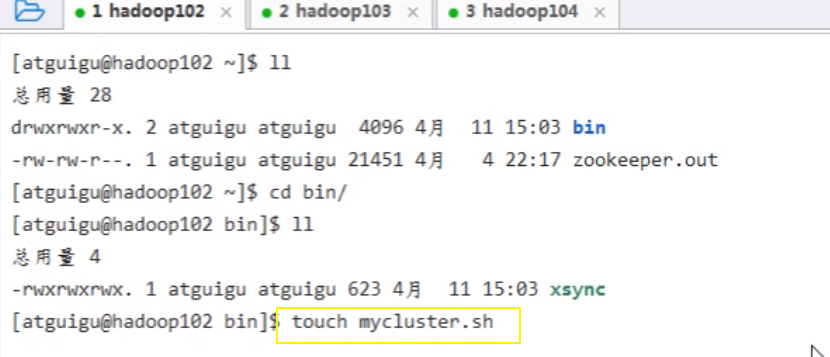 1 hadoop102 × 2 hadoop103 × 3 hadoop104 ×
[atguigu@hadoop102 ~]$ ll
总用量 28
drwxrwxr-x. 2 atguigu atguigu  4096 4月  11 15:03 bin
-rw-rw-r--. 1 atguigu atguigu 21451 4月   4 22:17 zookeeper.out
[atguigu@hadoop102 ~]$ cd bin/
[atguigu@hadoop102 bin]$ ll
总用量 4
-rwxrwxrwx. 1 atguigu atguigu 623 4月  11 15:03 xsync
[atguigu@hadoop102 bin]$ touch mycluster.sh